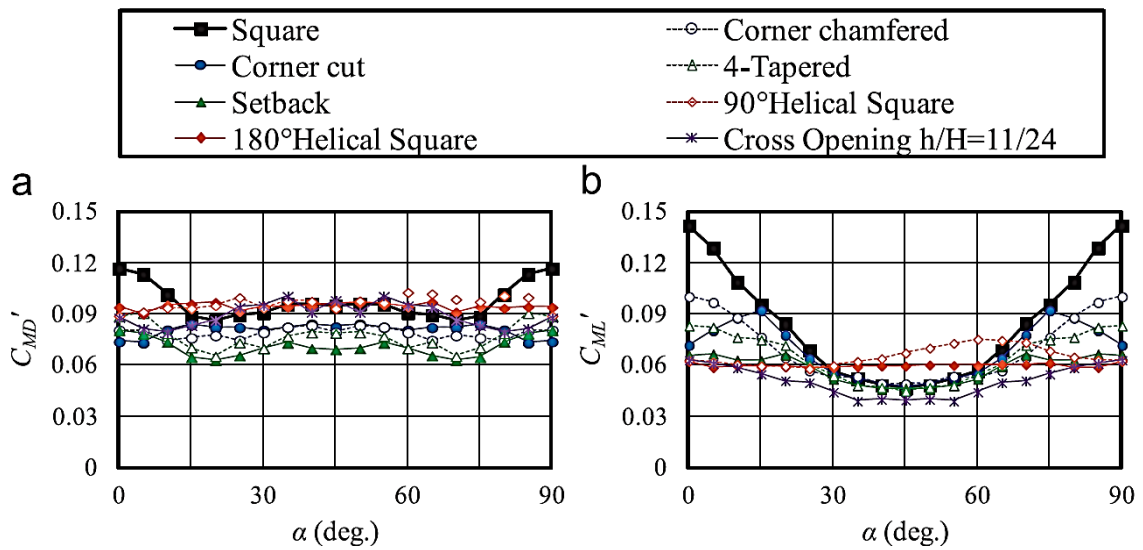 Square Corner chamfered
Corner cut 4-Tapered
Setback 90°Helical Square
180°Helical Square Cross Opening h/H=11/24
a b
0.15 0.15
0.12 0.12
0.09 0.09
0.06 0.06
0.03 0.03
0 0
0 30 60 90 0 30 60 90
α (deg.) α (deg.)
C_MD′ C_ML′